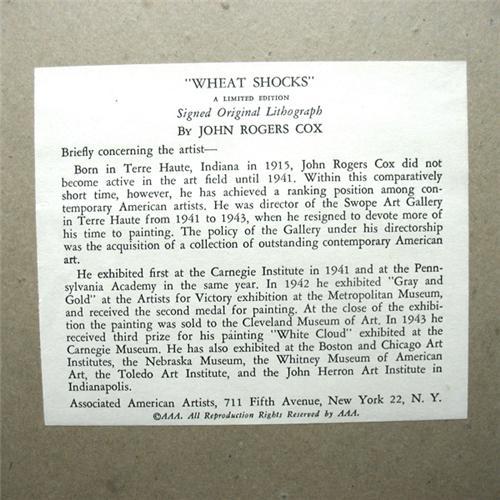 "WHEAT SHOCKS"
A LIMITED EDITION
Signed Original Lithograph
By JOHN ROGERS COX
Briefly concerning the artist—
Born in Terre Haute, Indiana in 1915, John Rogers Cox did not
become active in the art field until 1941. Within this comparatively
short time, however, he has achieved a ranking position among con-
temporary American artists. He was director of the Swope Art Gallery
in Terre Haute from 1941 to 1943, when he resigned to devote more of
his time to painting. The policy of the Gallery under his directorship
was the acquisition of a collection of outstanding contemporary American
art.
He exhibited first at the Carnegie Institute in 1941 and at the Penn-
sylvania Academy in the same year. In 1942 he exhibited "Gray and
Gold" at the Artists for Victory exhibition at the Metropolitan Museum,
and received the second medal for painting. At the close of the exhibi-
tion the painting was sold to the Cleveland Museum of Art. In 1943 he
received third prize for his painting "White Cloud" exhibited at the
Carnegie Museum. He has also exhibited at the Boston and Chicago Art
Institutes, the Nebraska Museum, the Whitney Museum of American
Art, the Toledo Art Institute, and the John Herron Art Institute in
Indianapolis.
Associated American Artists, 711 Fifth Avenue, New York 22, N. Y.
©AAA. All Reproduction Rights Reserved by AAA.